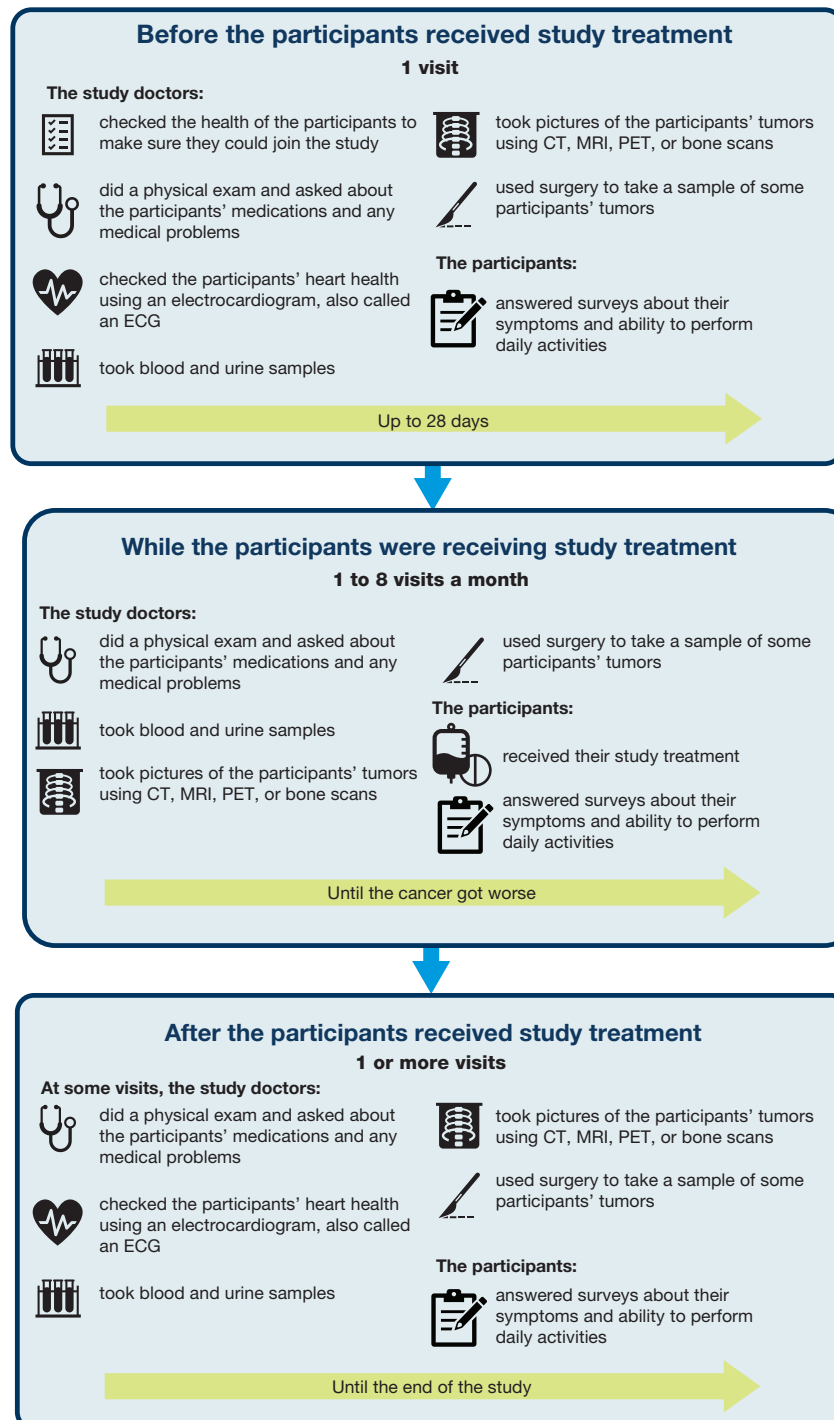 Before the participants received study treatment
1 visit
The study doctors:
checked the health of the participants to
make sure they could join the study
did a physical exam and asked about
the participants' medications and any
medical problems
checked the participants' heart health
using an electrocardiogram, also called
an ECG
took blood and urine samples
took pictures of the participants' tumors
using CT, MRI, PET, or bone scans
used surgery to take a sample of some
participants' tumors
The participants:
answered surveys about their
symptoms and ability to perform
daily activities
Up to 28 days
While the participants were receiving study treatment
1 to 8 visits a month
The study doctors:
did a physical exam and asked about
the participants' medications and any
medical problems
took blood and urine samples
took pictures of the participants' tumors
using CT, MRI, PET, or bone scans
used surgery to take a sample of some
participants' tumors
The participants:
received their study treatment
answered surveys about their
symptoms and ability to perform
daily activities
Until the cancer got worse
After the participants received study treatment
1 or more visits
At some visits, the study doctors:
did a physical exam and asked about
the participants' medications and any
medical problems
checked the participants' heart health
using an electrocardiogram, also called
an ECG
took blood and urine samples
took pictures of the participants' tumors
using CT, MRI, PET, or bone scans
used surgery to take a sample of some
participants' tumors
The participants:
answered surveys about their
symptoms and ability to perform
daily activities
Until the end of the study